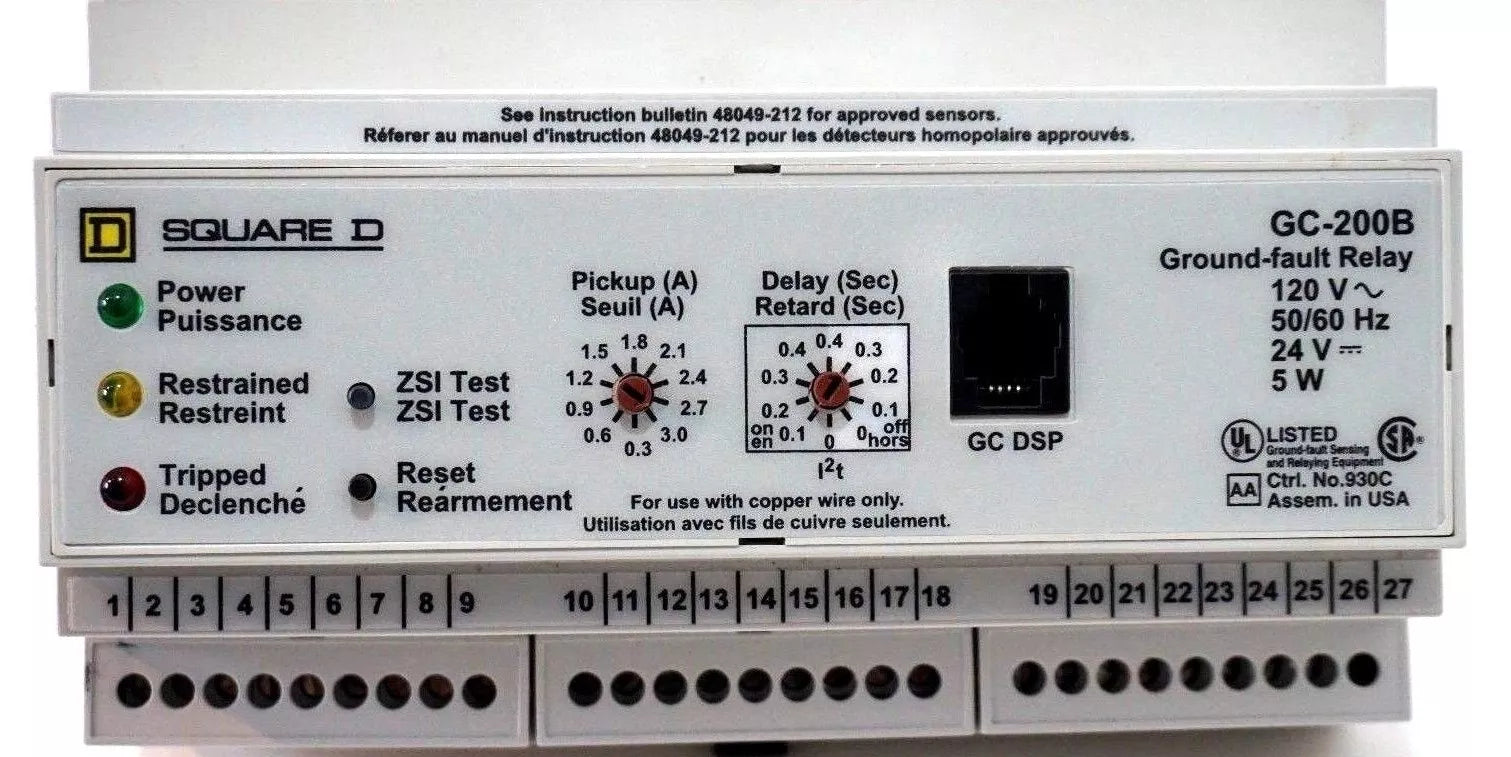 See instruction bulletin 48049-212 for approved sensors.
Réferer au manuel d'instruction 48049-212 pour les détecteurs homopolaire approuvés.
D SQUARE D
Power
Puissance
Restrained
Restreint
Tripped
Declenché
ZSI Test
ZSI Test
Reset
Reármement
Pickup (A)
Seuil (A)
1.5 1.8 2.1
1.2 2.4
0.9 2.7
0.6 0.3 3.0
Delay (Sec)
Retard (Sec)
0.4 0.4 0.3
0.3 0.2
0.2 0.1
on off
en 0.1 0 0 hors
I²t
For use with copper wire only.
Utilisation avec fils de cuivre seulement.
GC DSP
GC-200B
Ground-fault Relay
120 V ~
50/60 Hz
24 V ⎓
5 W
UL LISTED SA
Ground-fault Sensing
and Relaying Equipment
AA Ctrl. No.930C
Assem. in USA
1 2 3 4 5 6 7 8 9 10 11 12 13 14 15 16 17 18 19 20 21 22 23 24 25 26 27